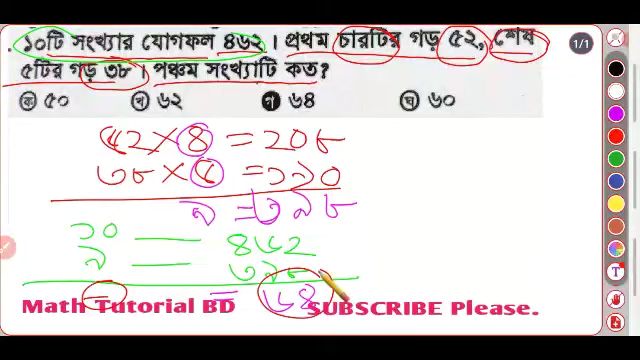 ১০টি সংখ্যার যোগফল ৪৬২। প্রথম চারটির গড় ৫২, শেষ
৫টির গড় ৩৮। পঞ্চম সংখ্যাটি কত?
ক ৫০ খ ৬২ গ ৬৪ ঘ ৬০
1/1
৫২×৪ =২০৮
৩৮×৫ =১৯০
৯ =৩৯৮
১০ — ৪৬২
৯ — ৩৯৮
= = ৬৪
Math Tutorial BD SUBSCRIBE Please.